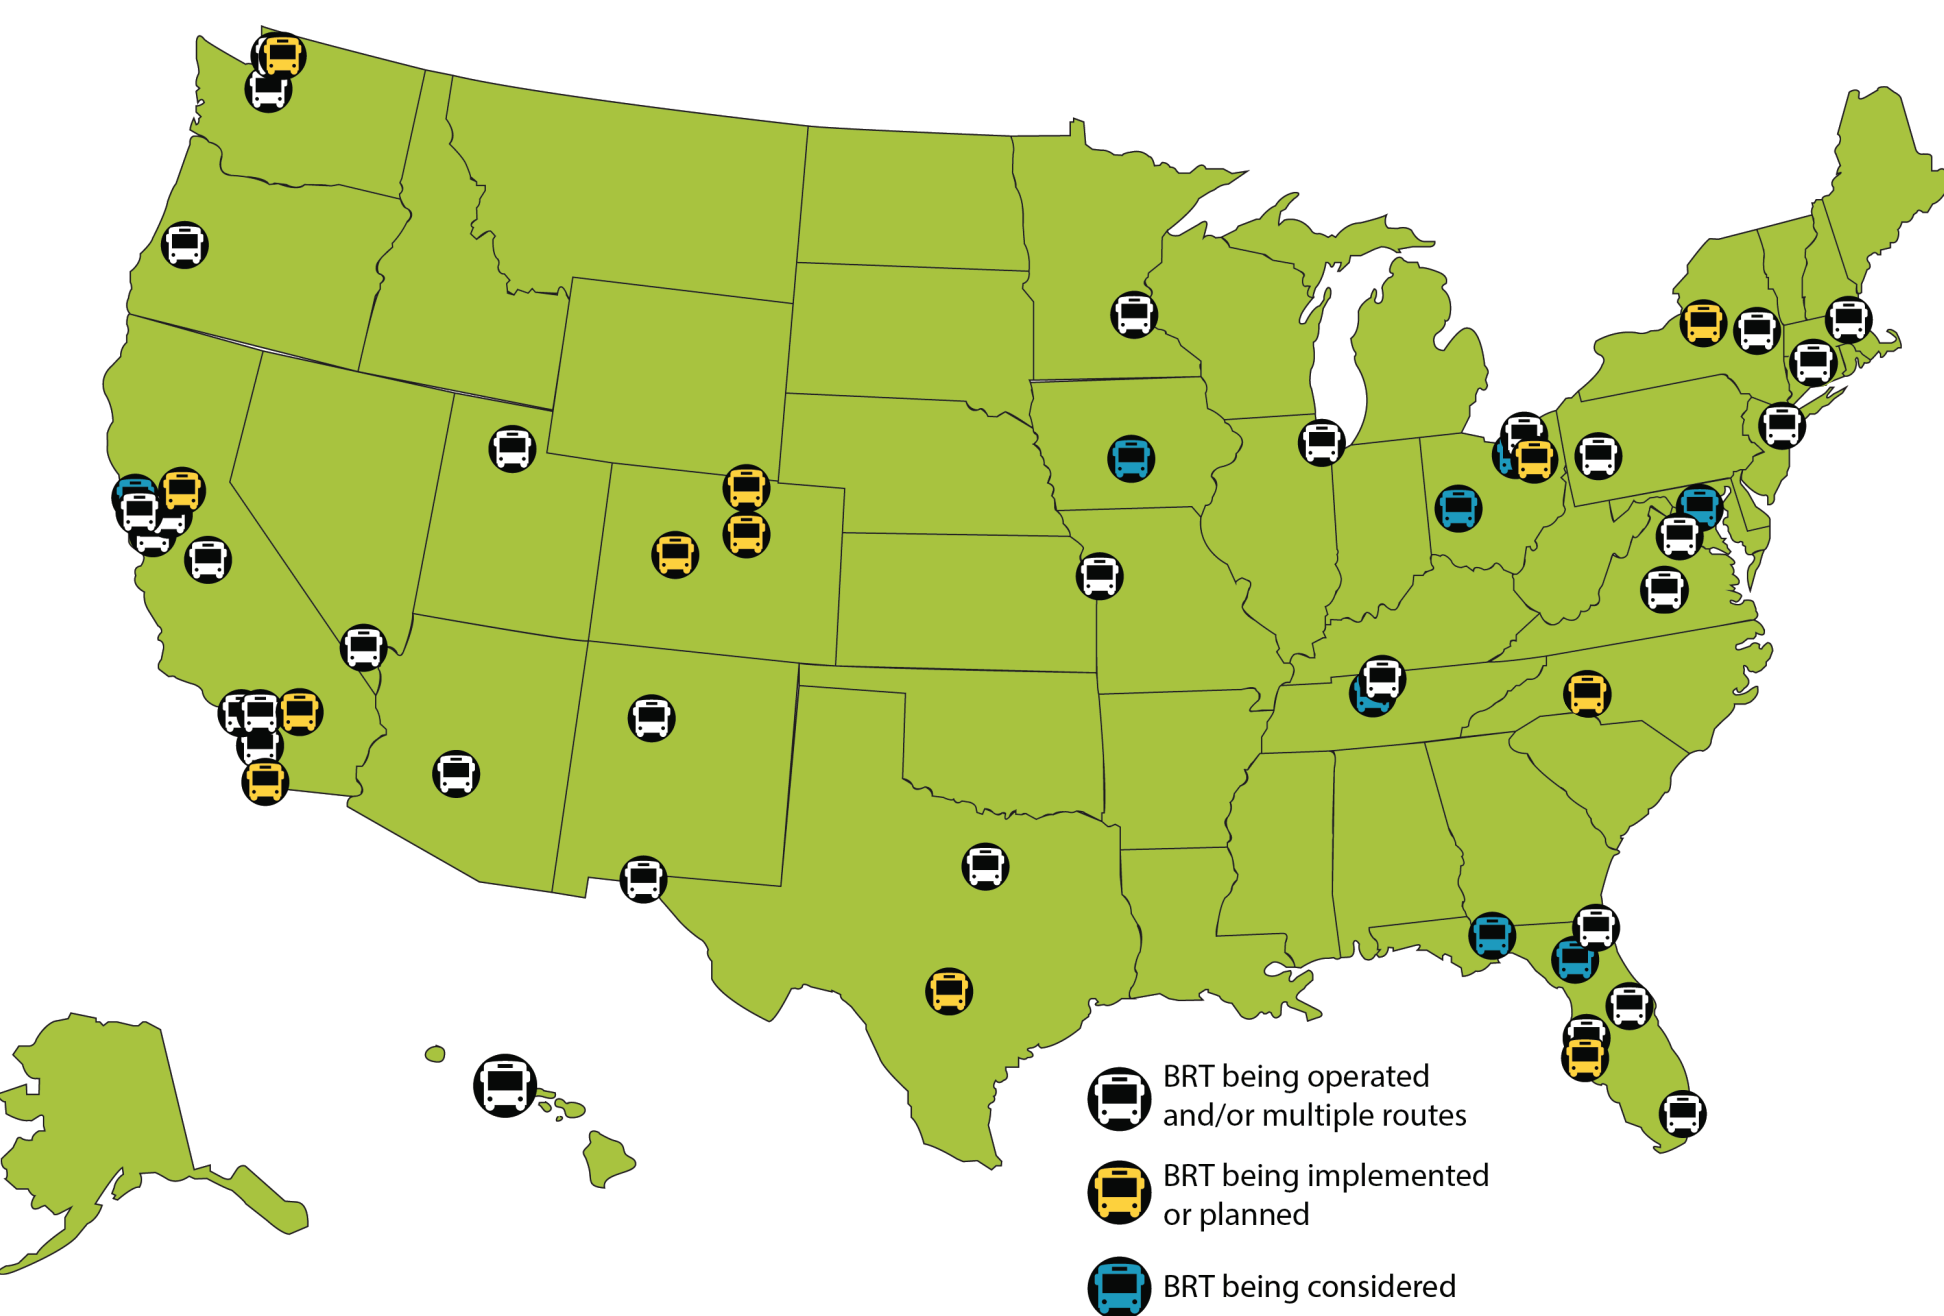 BRT being operated
and/or multiple routes
BRT being implemented
or planned
BRT being considered